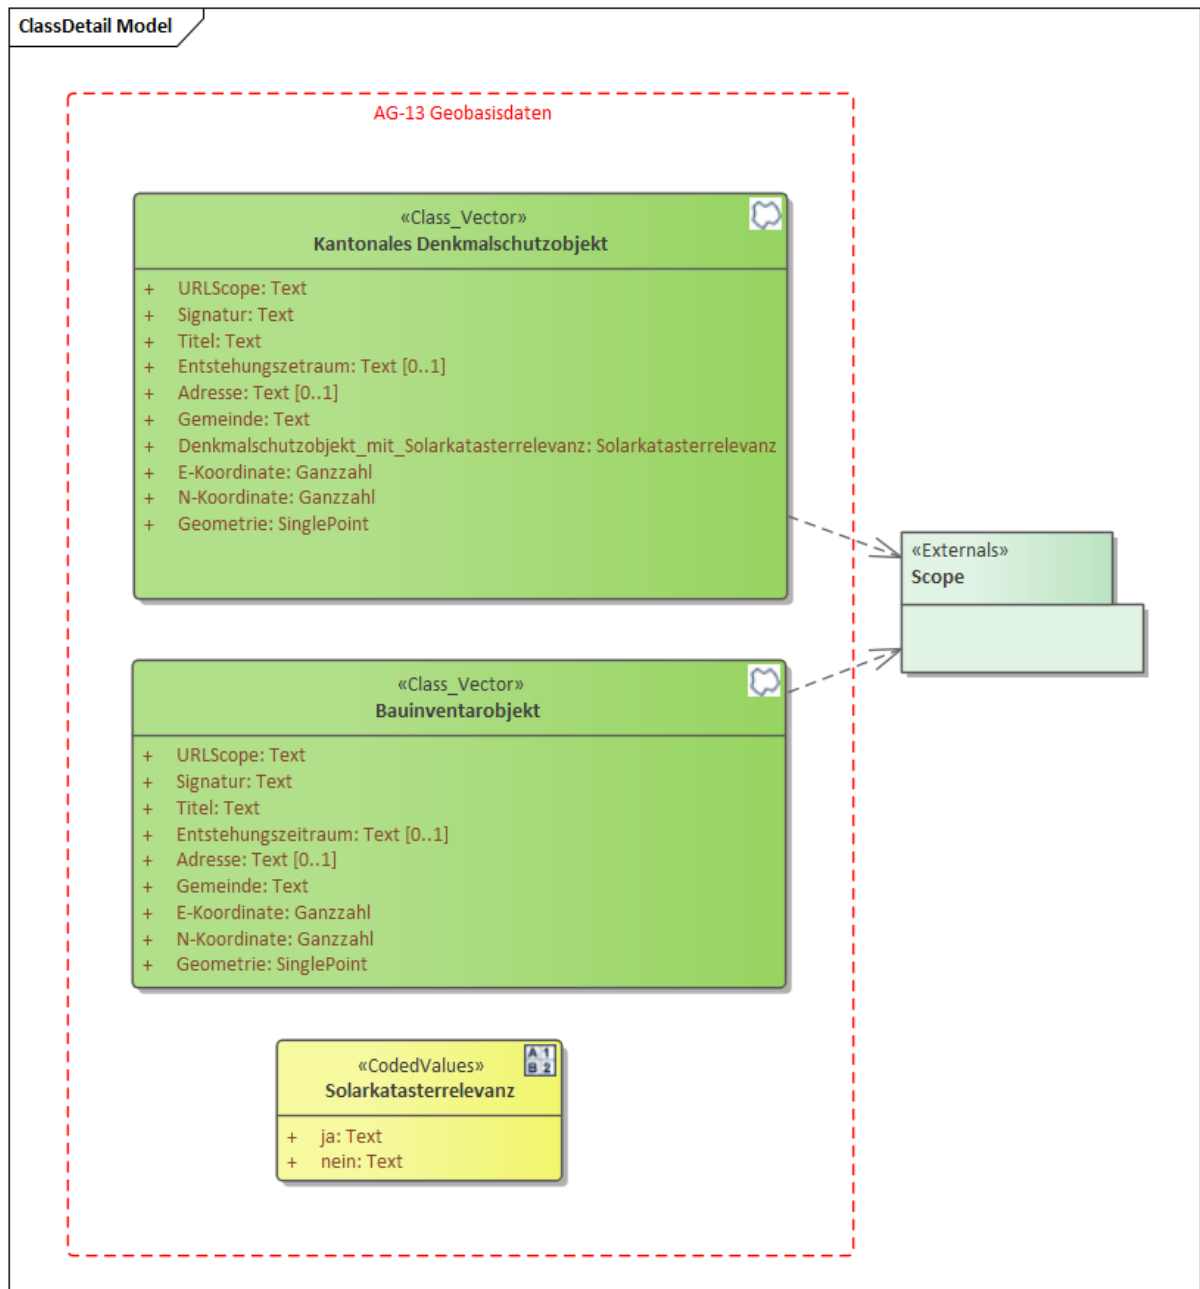 ClassDetail Model
AG-13 Geobasisdaten
«Class_Vector»
Kantonales Denkmalschutzobjekt
+ URLScope: Text
+ Signatur: Text
+ Titel: Text
+ Entstehungszetraum: Text [0..1]
+ Adresse: Text [0..1]
+ Gemeinde: Text
+ Denkmalschutzobjekt_mit_Solarkatasterrelevanz: Solarkatasterrelevanz
+ E-Koordinate: Ganzzahl
+ N-Koordinate: Ganzzahl
+ Geometrie: SinglePoint
«Externals»
Scope
«Class_Vector»
Bauinventarobjekt
+ URLScope: Text
+ Signatur: Text
+ Titel: Text
+ Entstehungszeitraum: Text [0..1]
+ Adresse: Text [0..1]
+ Gemeinde: Text
+ E-Koordinate: Ganzzahl
+ N-Koordinate: Ganzzahl
+ Geometrie: SinglePoint
A 1
B 2
«CodedValues»
Solarkatasterrelevanz
+ ja: Text
+ nein: Text